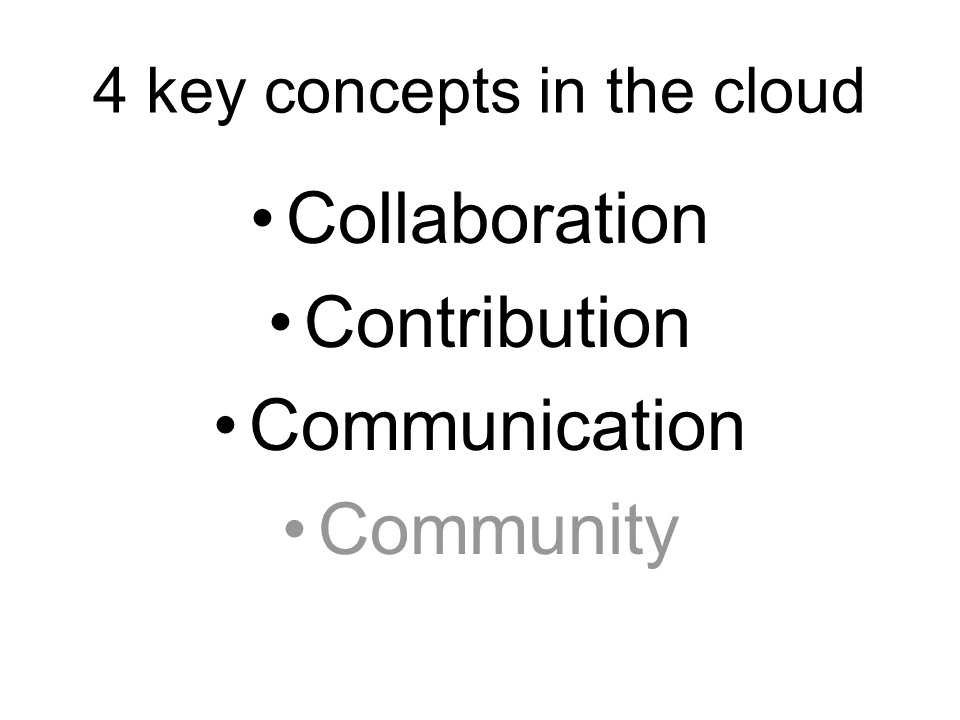 4 key concepts in the cloud
• Collaboration
• Contribution
• Communication
• Community